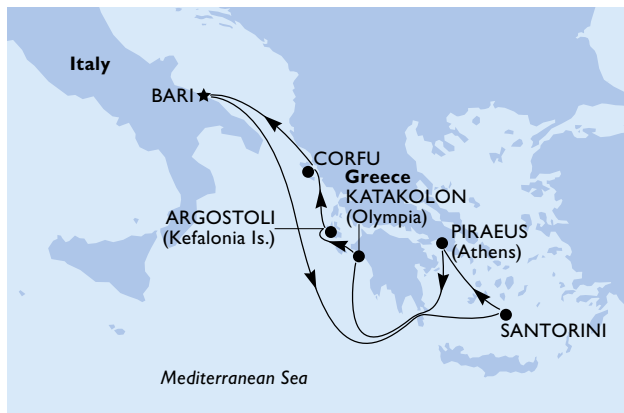 Italy
BARI
CORFU
Greece
KATAKOLON
(Olympia)
ARGOSTOLI
(Kefalonia Is.)
PIRAEUS
(Athens)
SANTORINI
Mediterranean Sea